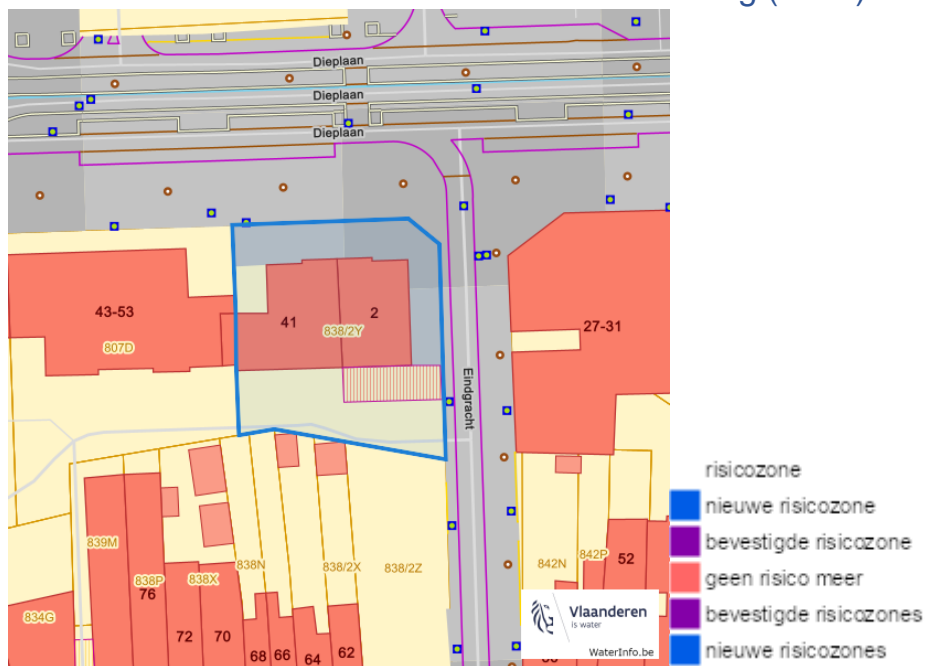 Dieplaan
Dieplaan
Dieplaan
43-53
807D
41
2
838/2Y
27-31
Eindgracht
839M
838P
76
838X
838N
838/2X
838/2Z
842N
842P
52
834G
72
70
68
66
64
62
Vlaanderen
is water
WaterInfo.be
risicozone
nieuwe risicozone
bevestigde risicozone
geen risico meer
bevestigde risicozones
nieuwe risicozones